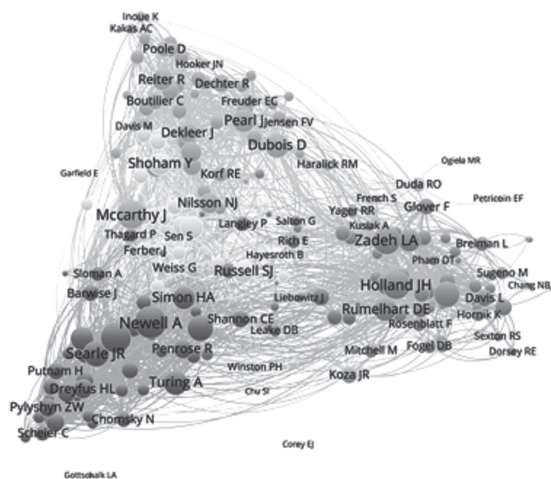 Inoue K
Kakas AC
Poole D
Hooker JN
Reiter R
Dechter R
Boutilier C
Freuder EC
Davis M
Pearl J
Jensen FV
Dekleer J
Dubois D
Shoham Y
Haralick RM
Ogiela MR
Garfield E
Korf RE
Duda RO
Nilsson NJ
French S
Petricoin EF
Yager RR
Glover F
Mccarthy J
Langley P
Salton G
Kusiak A
Thagard P
Sen S
Rich E
Zadeh LA
Breiman L
Ferber J
Hayesroth B
Pham DT
Sloman A
Weiss G
Russell SJ
Sugeno M
Holland JH
Chang NB
Barwise J
Simon HA
Liebowitz J
Davis L
Rumelhart DE
Hornik K
Newell A
Shannon CE
Rosenblatt F
Leake DB
Sexton RS
Searle JR
Penrose R
Mitchell M
Fogel DB
Dorsey RE
Putnam H
Winston PH
Koza JR
Dreyfus HL
Turing A
Chu SI
Pylyshyn ZW
Chomsky N
Scheier C
Corey EJ
Gottschalk LA